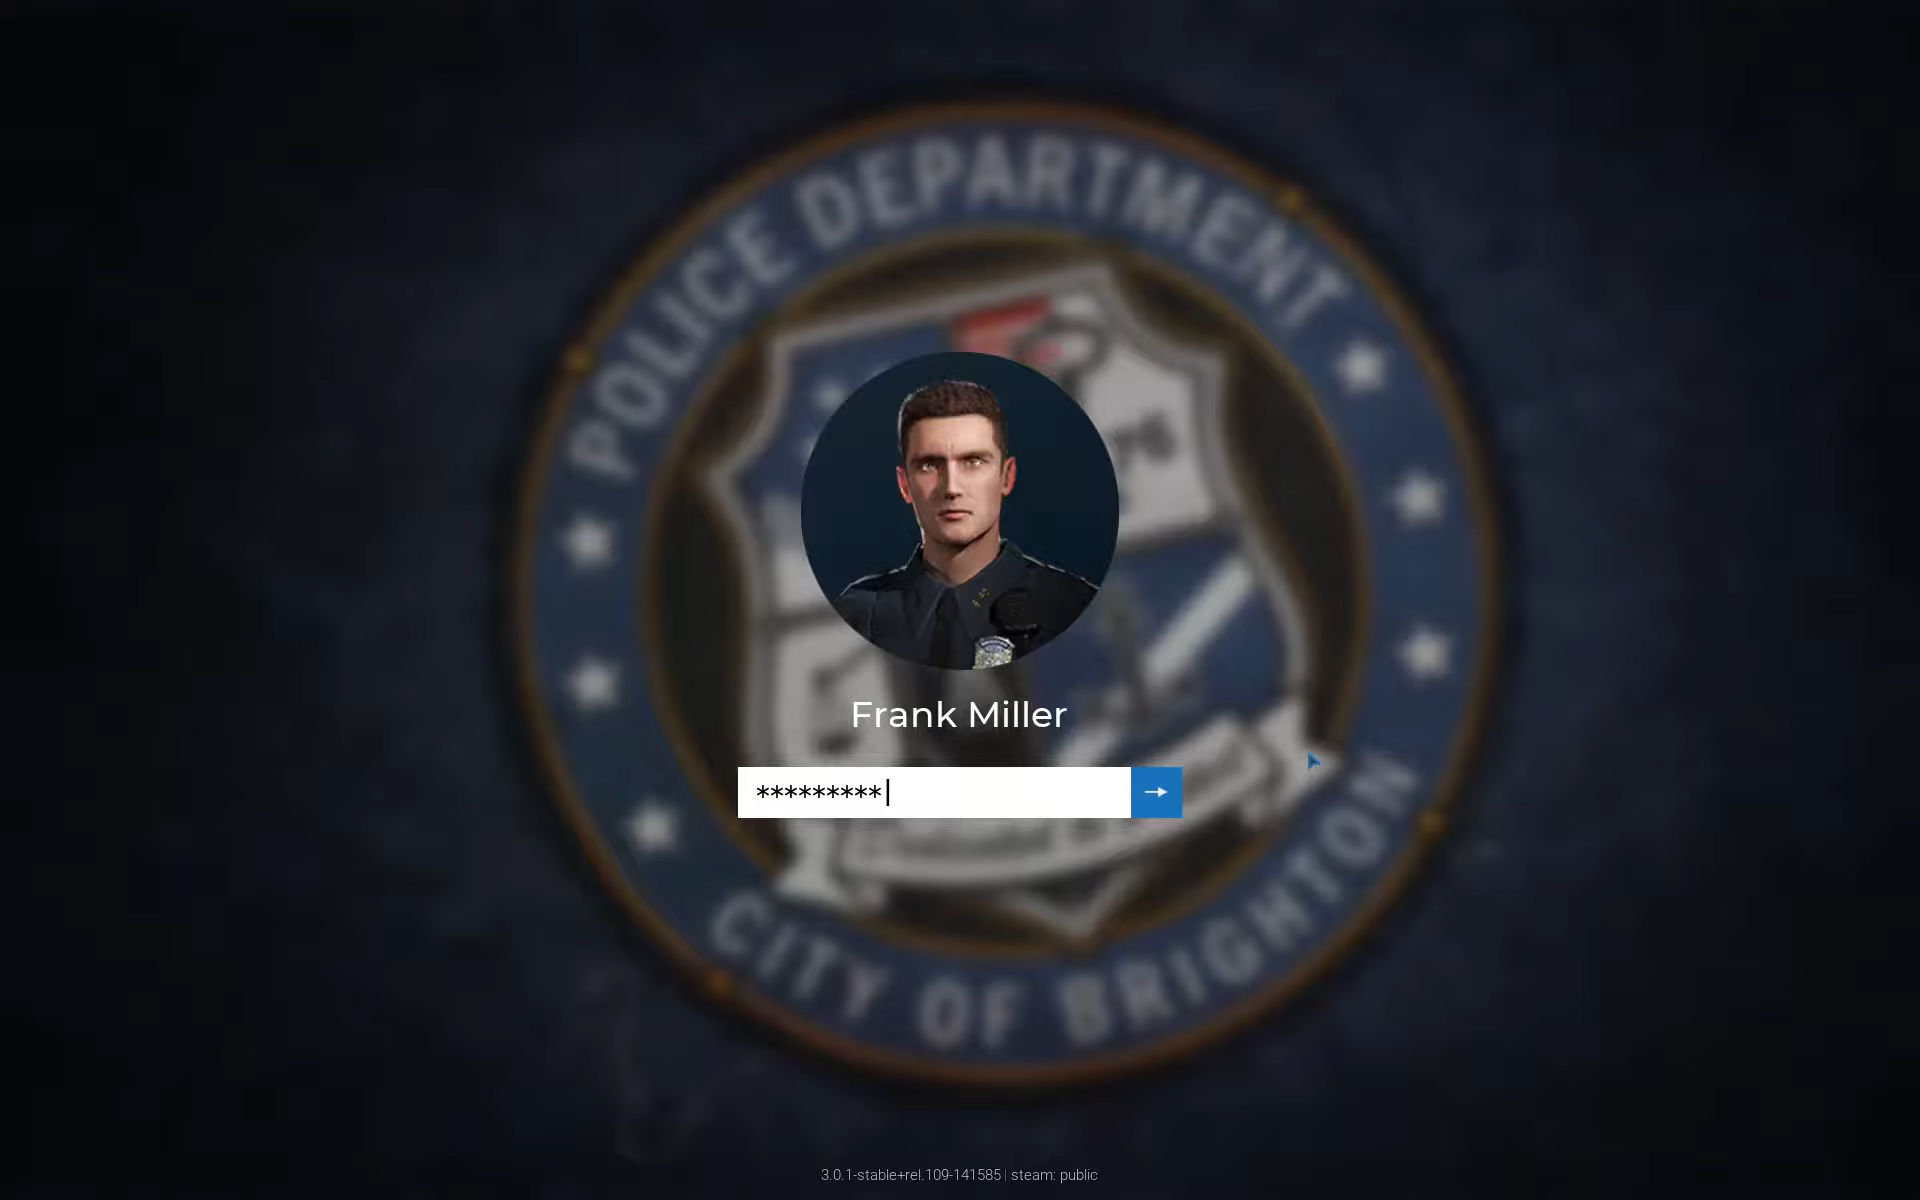 POLICE DEPARTMENT
Frank Miller
*********
CITY OF BRIGHTON
3.0.1-stable+rel.109-141585 | steam: public